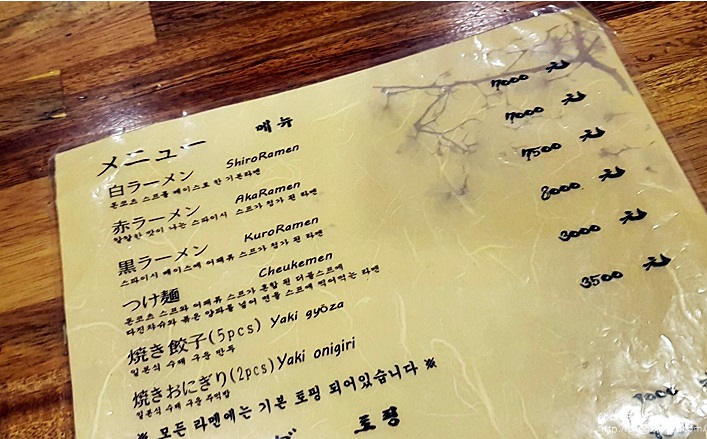 メニュー 메뉴
白ラーメン ShiroRamen 7000 원
돈코츠 스프를 베이스로 한 기본라멘
赤ラーメン AkaRamen 7000 원
칼칼한 맛이 나는 스파이시 스프가 첨가 된 라멘
黒ラーメン KuroRamen 7500 원
스파이시 베이스에 어패류 스프가 첨가 된 라멘
つけ麺 Cheukemen 8000 원
돈코츠 스프와 어패류 스프가 혼합 된 더블스프에
다진차슈와 볶은 양파를 넣어 면을 스프에 찍어먹는 라멘
焼き餃子(5pcs) Yaki gyōza 3000 원
일본식 수제 구운 만두
焼きおにぎり(2pcs) Yaki onigiri 3500 원
일본식 수제 구운 주먹밥
※ 모든 라멘에는 기본 토핑 되어있습니다 ※
토핑